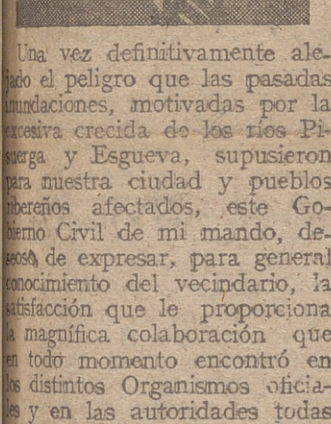 Una vez definitivamente ale-
jado el peligro que las pasadas
inundaciones, motivadas por la
excesiva crecida de los ríos Pi-
suerga y Esgueva, supusieron
para nuestra ciudad y pueblos
ribereños afectados, este Go-
bierno Civil de mi mando, de-
seoso, de expresar, para general
conocimiento del vecindario, la
satisfacción que le proporciona
la magnífica colaboración que
en todo momento encontró en
los distintos Organismos oficia-
les y en las autoridades todas